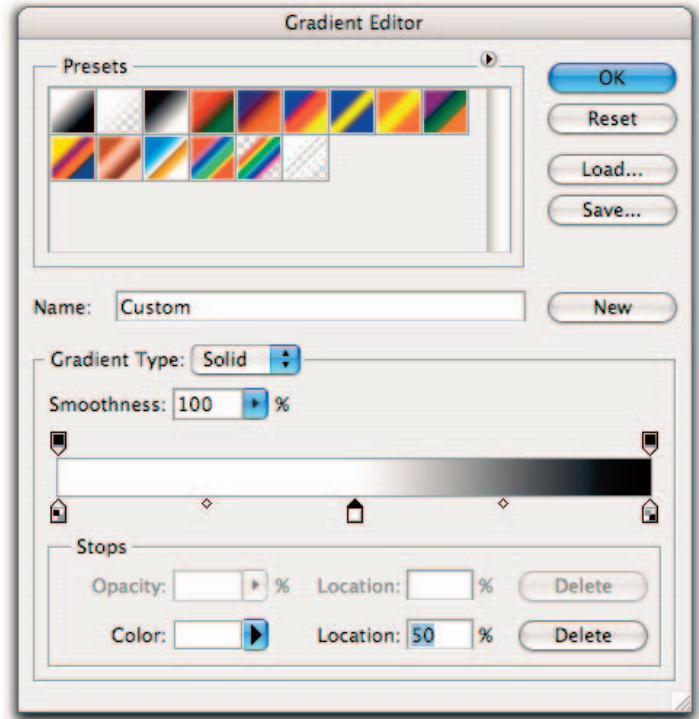 Gradient Editor
Presets
OK
Reset
Load...
Save...
Name: Custom
New
Gradient Type: Solid
Smoothness: 100 %
Stops
Opacity: % Location: % Delete
Color: Location: 50 % Delete